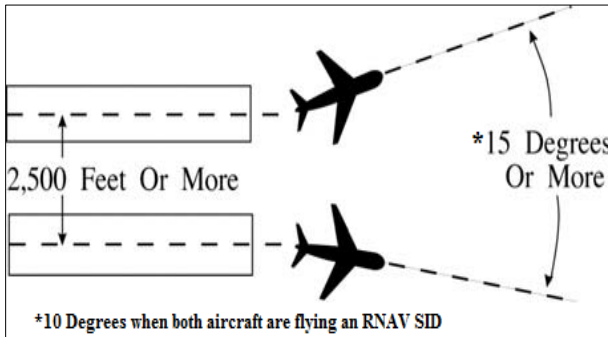 *15 Degrees
Or More
2,500 Feet Or More
*10 Degrees when both aircraft are flying an RNAV SID